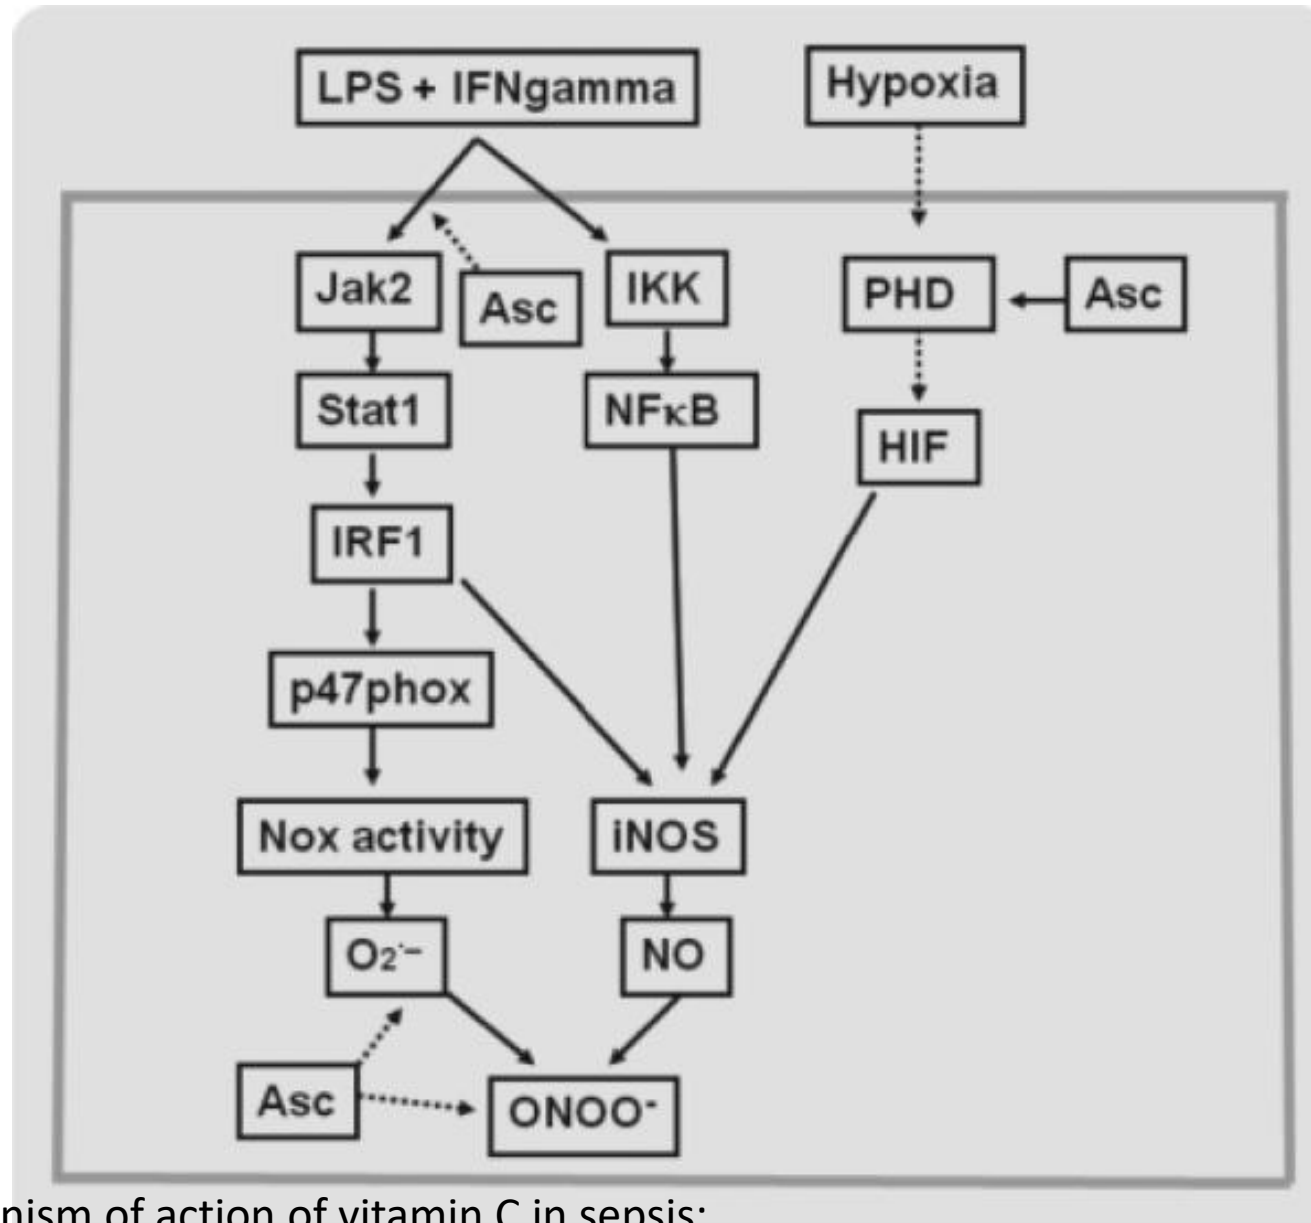 LPS + IFNgamma
Hypoxia
Jak2
Asc
IKK
PHD
Asc
Stat1
NFκB
HIF
IRF1
p47phox
Nox activity
iNOS
O₂˙⁻
NO
Asc
ONOO⁻
nism of action of vitamin C in sepsis: